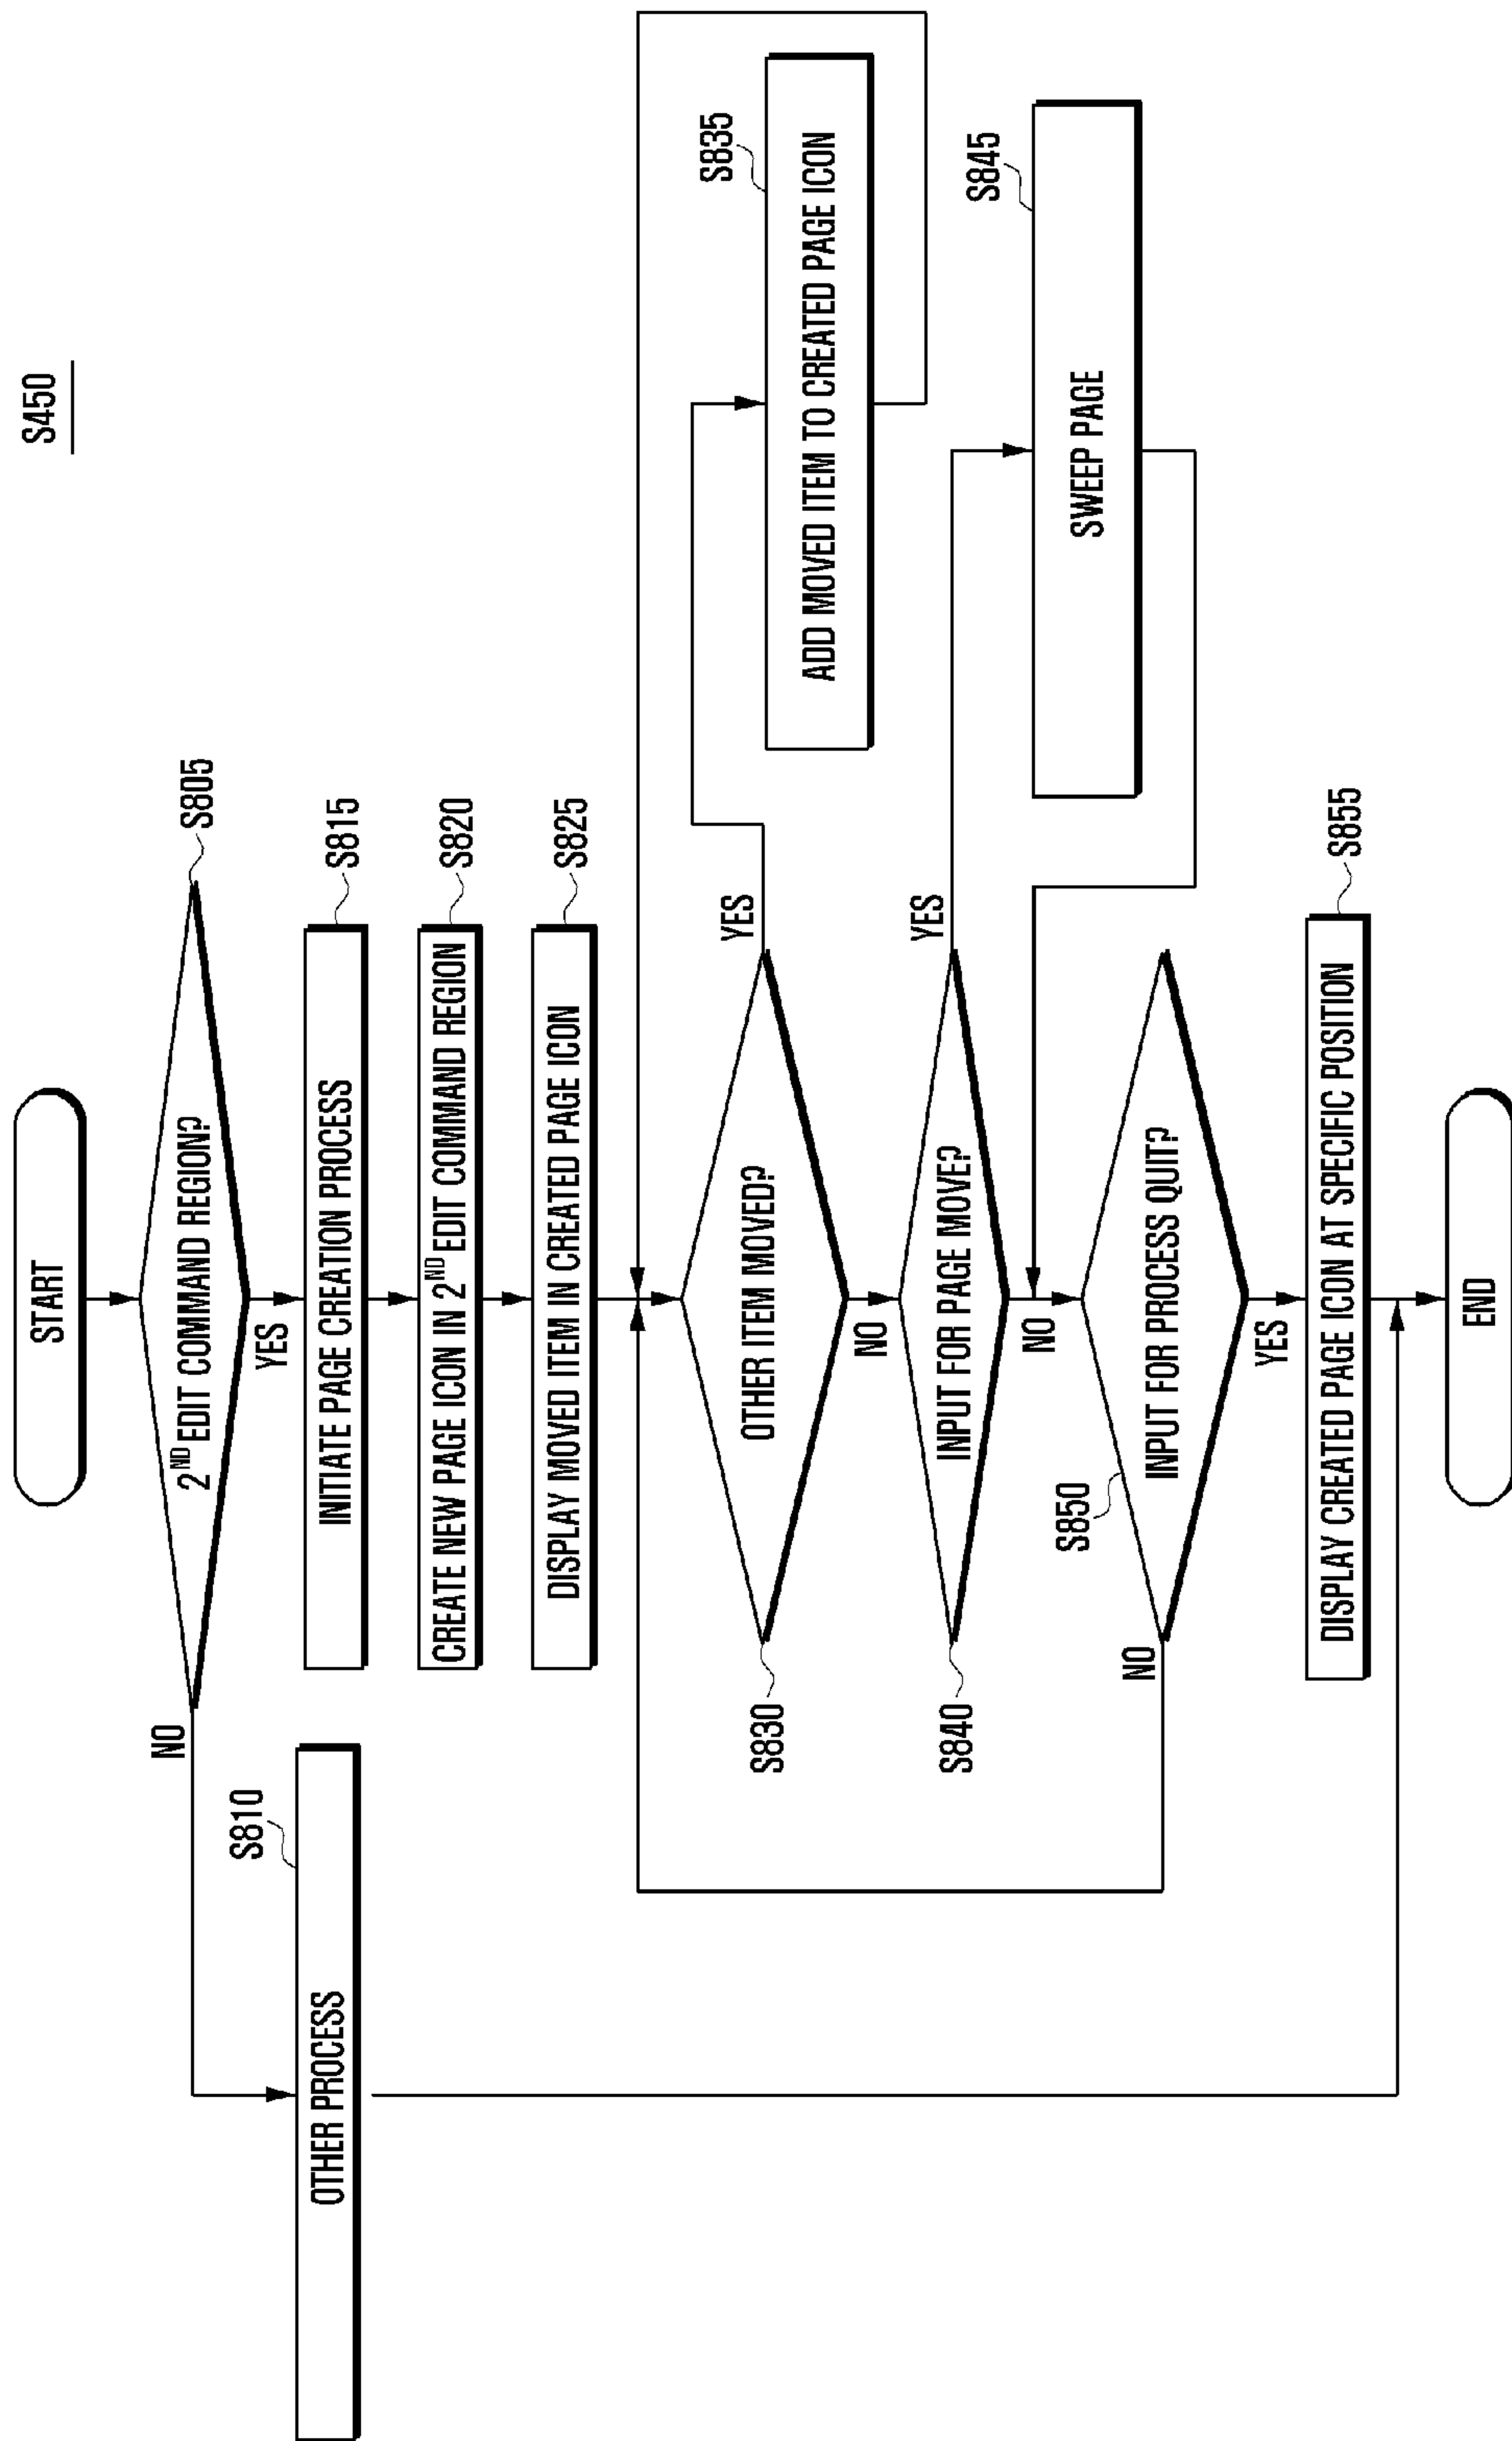 S450
START
2ND EDIT COMMAND REGION?
S805
NO
YES
S810
OTHER PROCESS
INITIATE PAGE CREATION PROCESS
S815
CREATE NEW PAGE ICON IN 2ND EDIT COMMAND REGION
S820
DISPLAY MOVED ITEM IN CREATED PAGE ICON
S825
S830
OTHER ITEM MOVED?
YES
NO
S835
ADD MOVED ITEM TO CREATED PAGE ICON
S840
INPUT FOR PAGE MOVE?
YES
NO
S845
SWEEP PAGE
S850
INPUT FOR PROCESS QUIT?
NO
YES
DISPLAY CREATED PAGE ICON AT SPECIFIC POSITION
S855
END